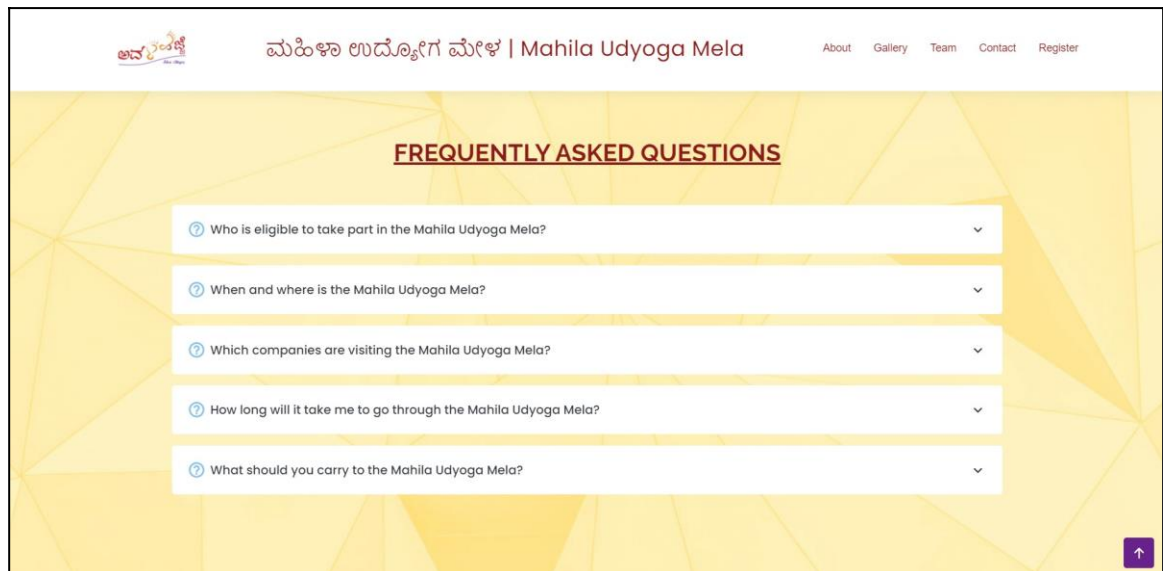 ಮಹಿಳಾ ಉದ್ಯೋಗ ಮೇಳ | Mahila Udyoga Mela
About Gallery Team Contact Register
FREQUENTLY ASKED QUESTIONS
Who is eligible to take part in the Mahila Udyoga Mela?
When and where is the Mahila Udyoga Mela?
Which companies are visiting the Mahila Udyoga Mela?
How long will it take me to go through the Mahila Udyoga Mela?
What should you carry to the Mahila Udyoga Mela?